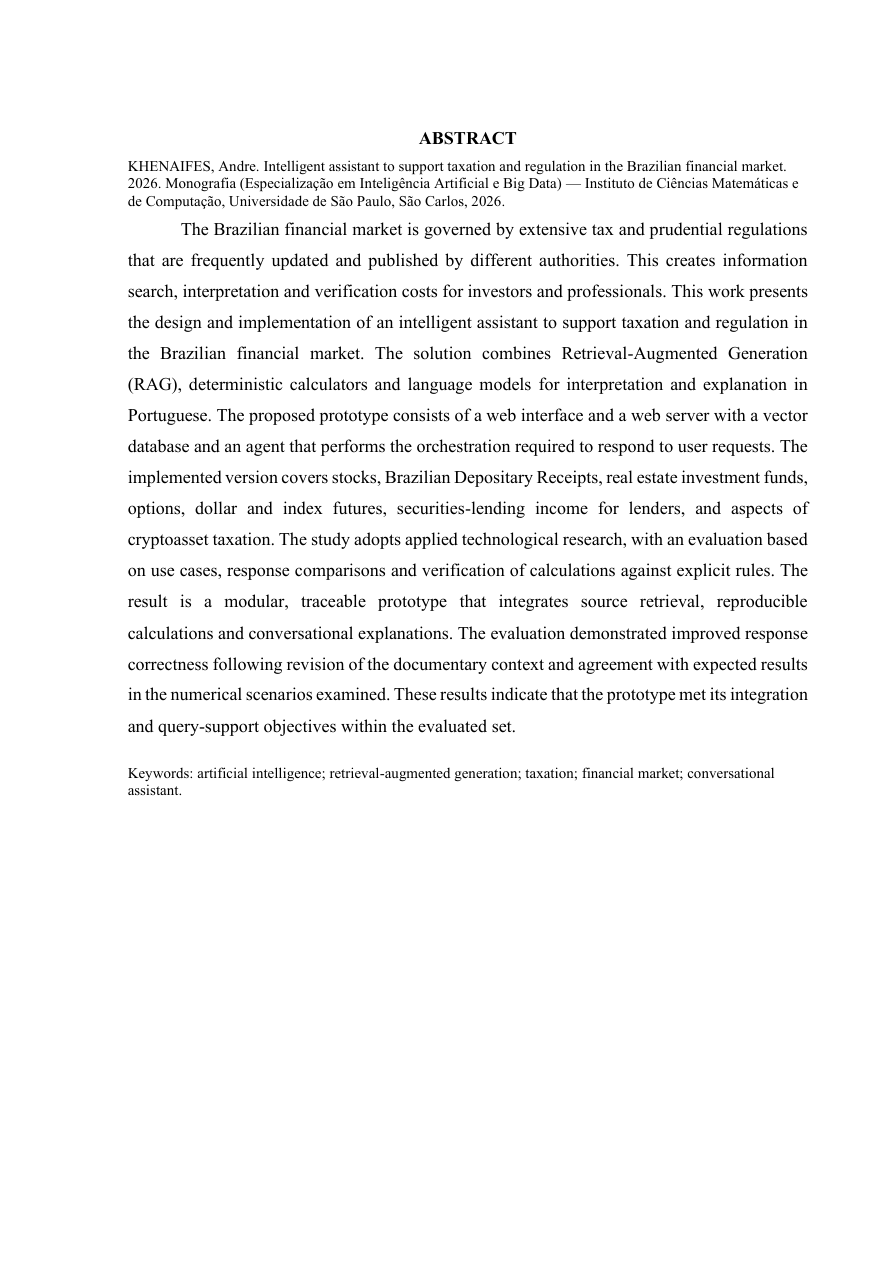 ABSTRACT
KHENAIFES, Andre. Intelligent assistant to support taxation and regulation in the Brazilian financial market.
2026. Monografia (Especialização em Inteligência Artificial e Big Data) — Instituto de Ciências Matemáticas e
de Computação, Universidade de São Paulo, São Carlos, 2026.
The Brazilian financial market is governed by extensive tax and prudential regulations
that are frequently updated and published by different authorities. This creates information
search, interpretation and verification costs for investors and professionals. This work presents
the design and implementation of an intelligent assistant to support taxation and regulation in
the Brazilian financial market. The solution combines Retrieval-Augmented Generation
(RAG), deterministic calculators and language models for interpretation and explanation in
Portuguese. The proposed prototype consists of a web interface and a web server with a vector
database and an agent that performs the orchestration required to respond to user requests. The
implemented version covers stocks, Brazilian Depositary Receipts, real estate investment funds,
options, dollar and index futures, securities-lending income for lenders, and aspects of
cryptoasset taxation. The study adopts applied technological research, with an evaluation based
on use cases, response comparisons and verification of calculations against explicit rules. The
result is a modular, traceable prototype that integrates source retrieval, reproducible
calculations and conversational explanations. The evaluation demonstrated improved response
correctness following revision of the documentary context and agreement with expected results
in the numerical scenarios examined. These results indicate that the prototype met its integration
and query-support objectives within the evaluated set.
Keywords: artificial intelligence; retrieval-augmented generation; taxation; financial market; conversational
assistant.